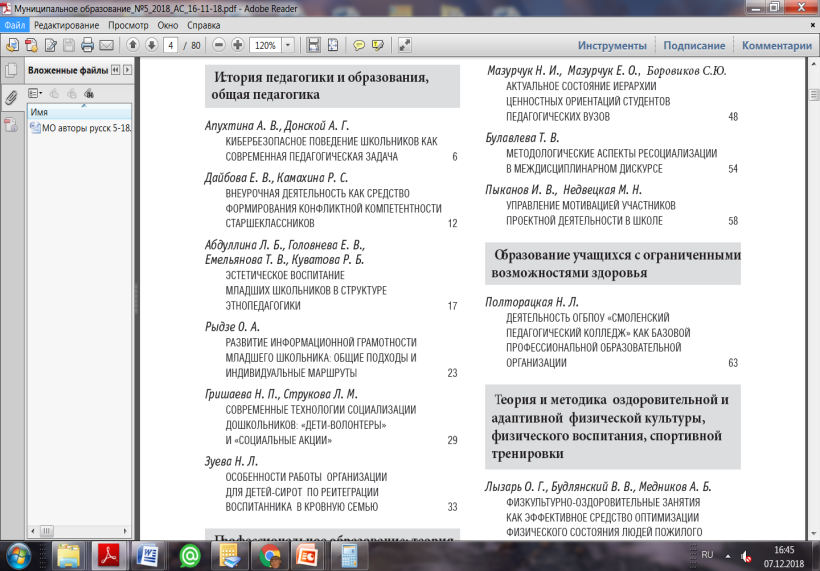 Муниципальное образование_№5_2018_АС_16-11-18.pdf - Adobe Reader
Файл Редактирование Просмотр Окно Справка
4 / 80 120% Инструменты Подписание Комментарии
Вложенные файлы
Имя
МО авторы русск 5-18.
История педагогики и образования,
общая педагогика
Апухтина А. В., Донской А. Г.
КИБЕРБЕЗОПАСНОЕ ПОВЕДЕНИЕ ШКОЛЬНИКОВ КАК
СОВРЕМЕННАЯ ПЕДАГОГИЧЕСКАЯ ЗАДАЧА 6
Дайбова Е. В., Камахина Р. С.
ВНЕУРОЧНАЯ ДЕЯТЕЛЬНОСТЬ КАК СРЕДСТВО
ФОРМИРОВАНИЯ КОНФЛИКТНОЙ КОМПЕТЕНТНОСТИ
СТАРШЕКЛАССНИКОВ 12
Абдуллина Л. Б., Головнева Е. В.,
Емельянова Т. В., Куватова Р. Б.
ЭСТЕТИЧЕСКОЕ ВОСПИТАНИЕ
МЛАДШИХ ШКОЛЬНИКОВ В СТРУКТУРЕ
ЭТНОПЕДАГОГИКИ 17
Рыдзе О. А.
РАЗВИТИЕ ИНФОРМАЦИОННОЙ ГРАМОТНОСТИ
МЛАДШЕГО ШКОЛЬНИКА: ОБЩИЕ ПОДХОДЫ И
ИНДИВИДУАЛЬНЫЕ МАРШРУТЫ 23
Гришаева Н. П., Струкова Л. М.
СОВРЕМЕННЫЕ ТЕХНОЛОГИИ СОЦИАЛИЗАЦИИ
ДОШКОЛЬНИКОВ: «ДЕТИ-ВОЛОНТЕРЫ»
И «СОЦИАЛЬНЫЕ АКЦИИ» 29
Зуева Н. Л.
ОСОБЕННОСТИ РАБОТЫ ОРГАНИЗАЦИИ
ДЛЯ ДЕТЕЙ-СИРОТ ПО РЕИТЕГРАЦИИ
ВОСПИТАННИКА В КРОВНУЮ СЕМЬЮ 33
Профессиональное образование: теория
Мазурчук Н. И., Мазурчук Е. О., Боровиков С.Ю.
АКТУАЛЬНОЕ СОСТОЯНИЕ ИЕРАРХИИ
ЦЕННОСТНЫХ ОРИЕНТАЦИЙ СТУДЕНТОВ
ПЕДАГОГИЧЕСКИХ ВУЗОВ 48
Булавлева Т. В.
МЕТОДОЛОГИЧЕСКИЕ АСПЕКТЫ РЕСОЦИАЛИЗАЦИИ
В МЕЖДИСЦИПЛИНАРНОМ ДИСКУРСЕ 54
Пыканов И. В., Недвецкая М. Н.
УПРАВЛЕНИЕ МОТИВАЦИЕЙ УЧАСТНИКОВ
ПРОЕКТНОЙ ДЕЯТЕЛЬНОСТИ В ШКОЛЕ 58
Образование учащихся с ограниченными
возможностями здоровья
Полторацкая Н. Л.
ДЕЯТЕЛЬНОСТЬ ОГБПОУ «СМОЛЕНСКИЙ
ПЕДАГОГИЧЕСКИЙ КОЛЛЕДЖ» КАК БАЗОВОЙ
ПРОФЕССИОНАЛЬНОЙ ОБРАЗОВАТЕЛЬНОЙ
ОРГАНИЗАЦИИ 63
Теория и методика оздоровительной и
адаптивной физической культуры,
физического воспитания, спортивной
тренировки
Лызарь О. Г., Будлянский В. В., Медников А. Б.
ФИЗКУЛЬТУРНО-ОЗДОРОВИТЕЛЬНЫЕ ЗАНЯТИЯ
КАК ЭФФЕКТИВНОЕ СРЕДСТВО ОПТИМИЗАЦИИ
ФИЗИЧЕСКОГО СОСТОЯНИЯ ЛЮДЕЙ ПОЖИЛОГО
RU 16:45
07.12.2018